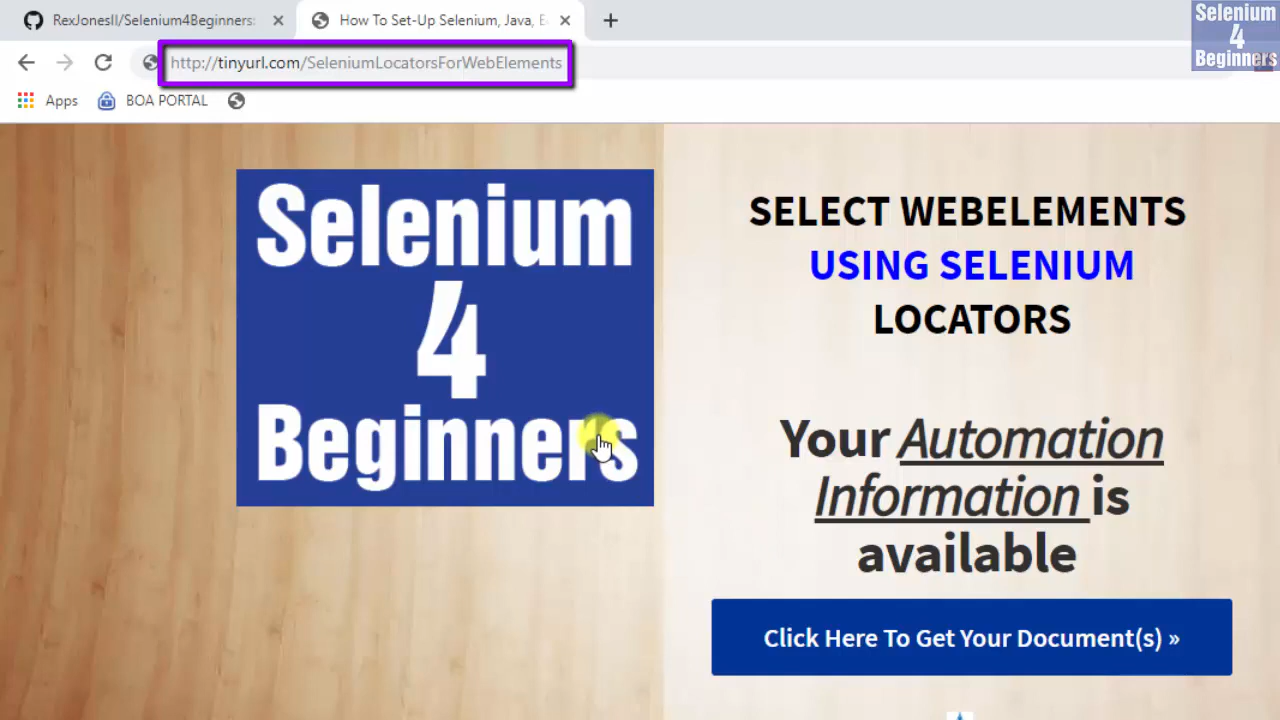 RexJonesII/Selenium4Beginners:
How To Set-Up Selenium, Java, E
http://tinyurl.com/SeleniumLocatorsForWebElements
Apps
BOA PORTAL
Selenium
4
Beginners
Selenium
4
Beginners
SELECT WEBELEMENTS
USING SELENIUM
LOCATORS
Your Automation
Information is
available
Click Here To Get Your Document(s) »